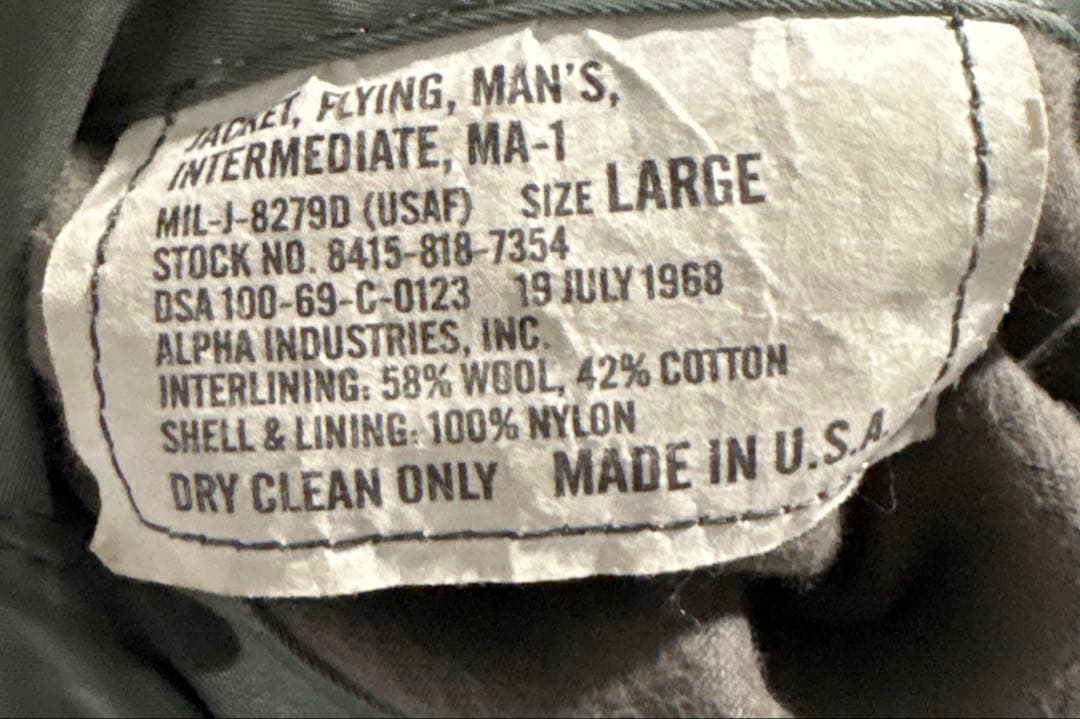 JACKET, FLYING, MAN'S,
INTERMEDIATE, MA-1
MIL-J-8279D (USAF) SIZE LARGE
STOCK NO. 8415-818-7354
DSA 100-69-C-0123 19 JULY 1968
ALPHA INDUSTRIES, INC.
INTERLINING: 58% WOOL, 42% COTTON
SHELL & LINING: 100% NYLON
DRY CLEAN ONLY MADE IN U.S.A.